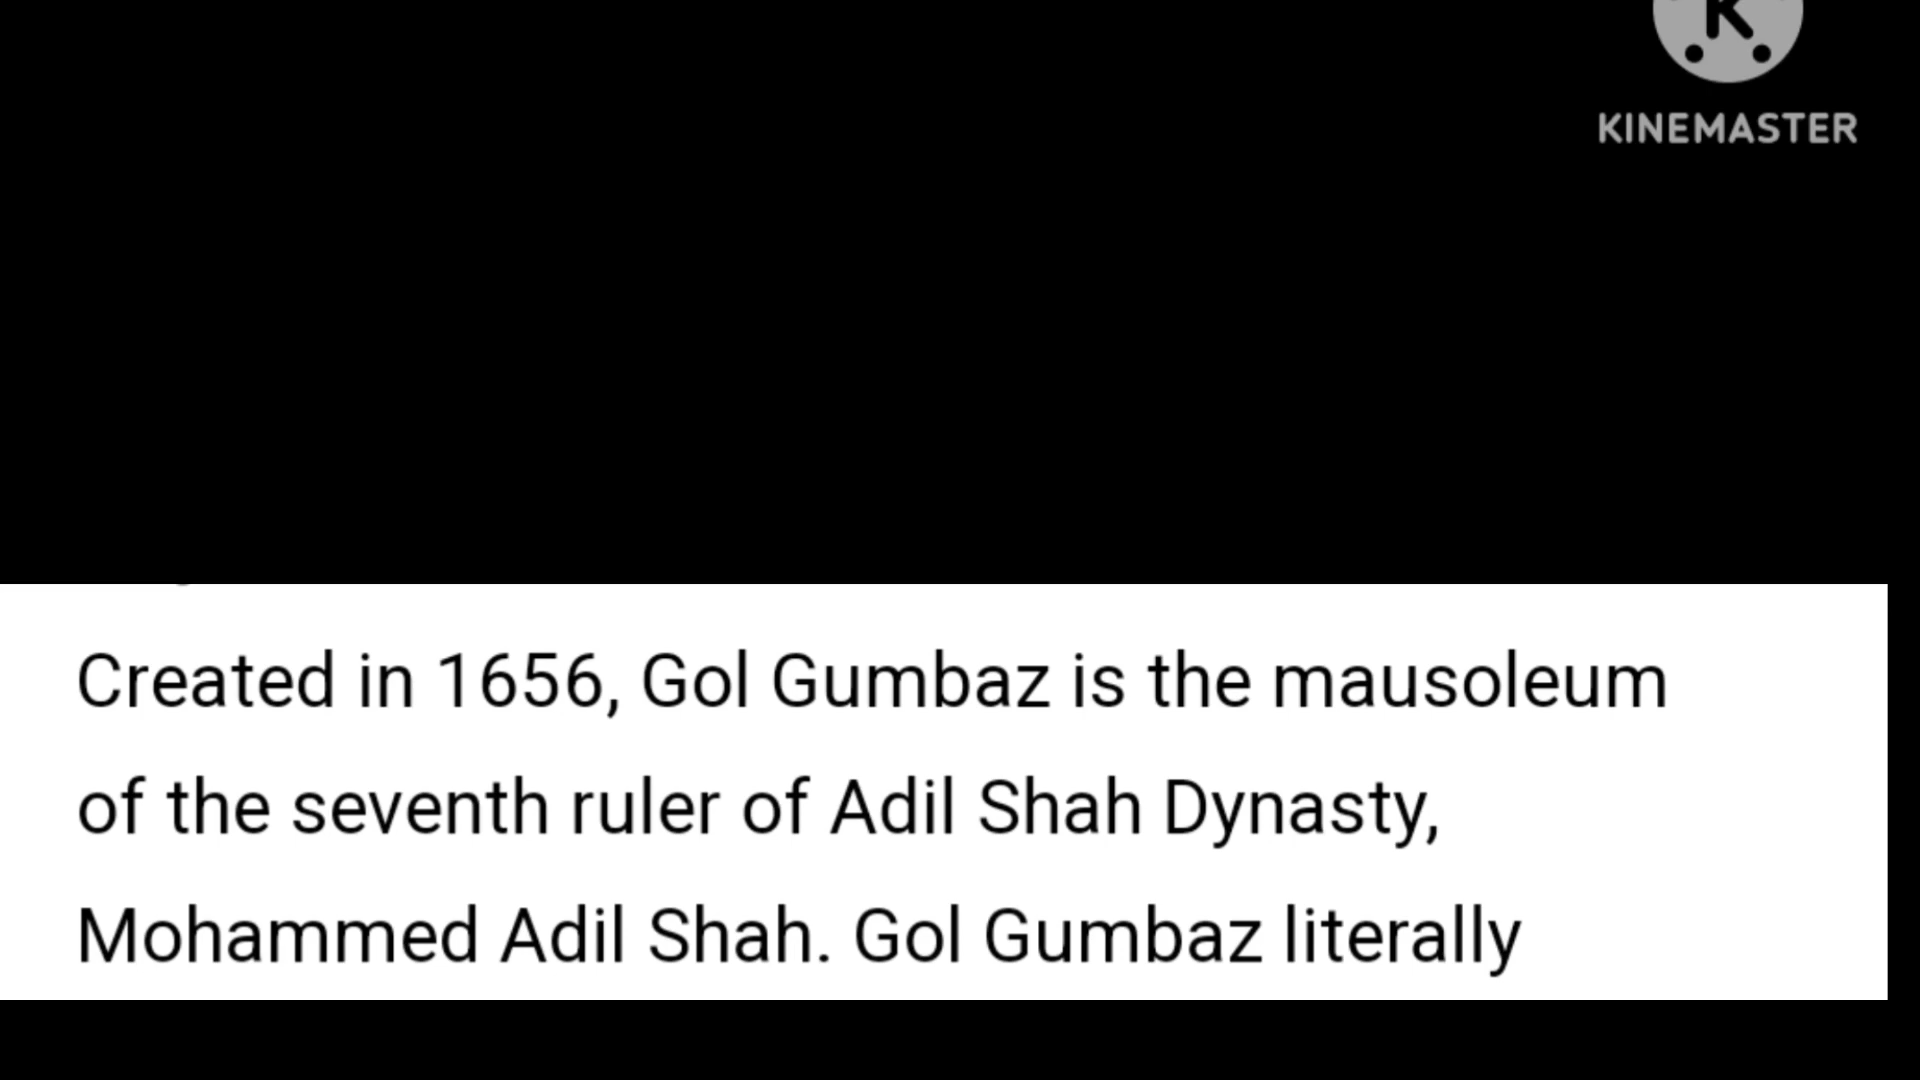 KINEMASTER
Created in 1656, Gol Gumbaz is the mausoleum
of the seventh ruler of Adil Shah Dynasty,
Mohammed Adil Shah. Gol Gumbaz literally